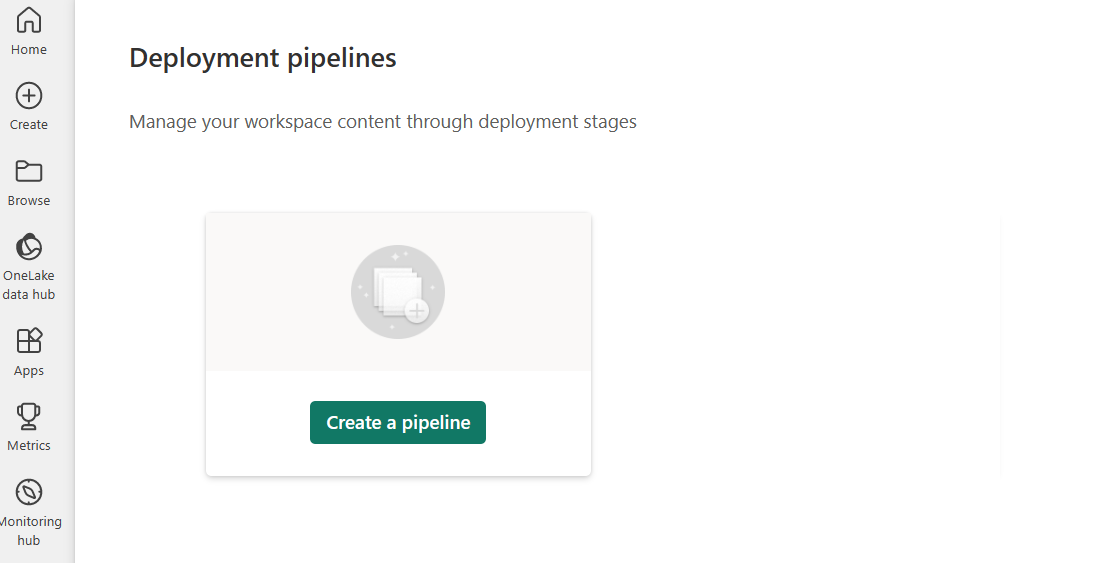 Home
Create
Browse
OneLake
data hub
Apps
Metrics
Monitoring
hub
Deployment pipelines
Manage your workspace content through deployment stages
Create a pipeline